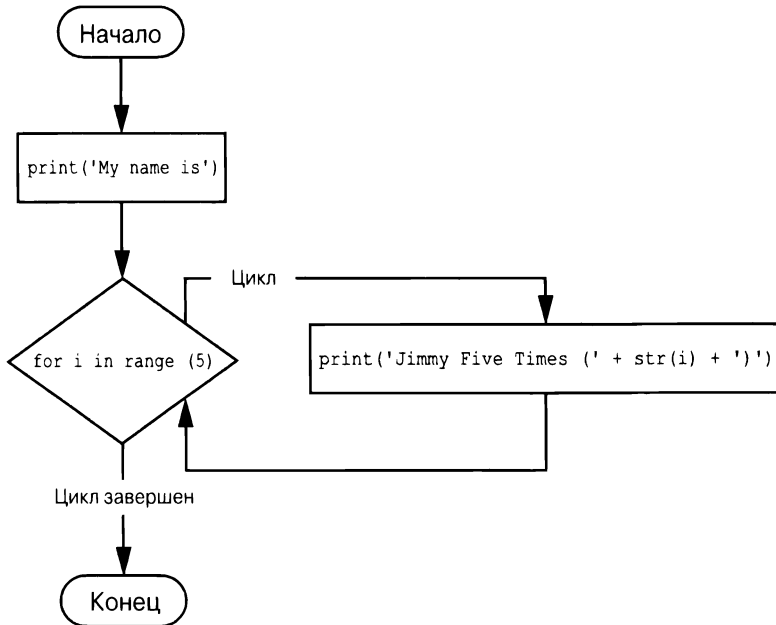 Начало
print('My name is')
Цикл
for i in range (5)
print('Jimmy Five Times (' + str(i) + ')')
Цикл завершен
Конец